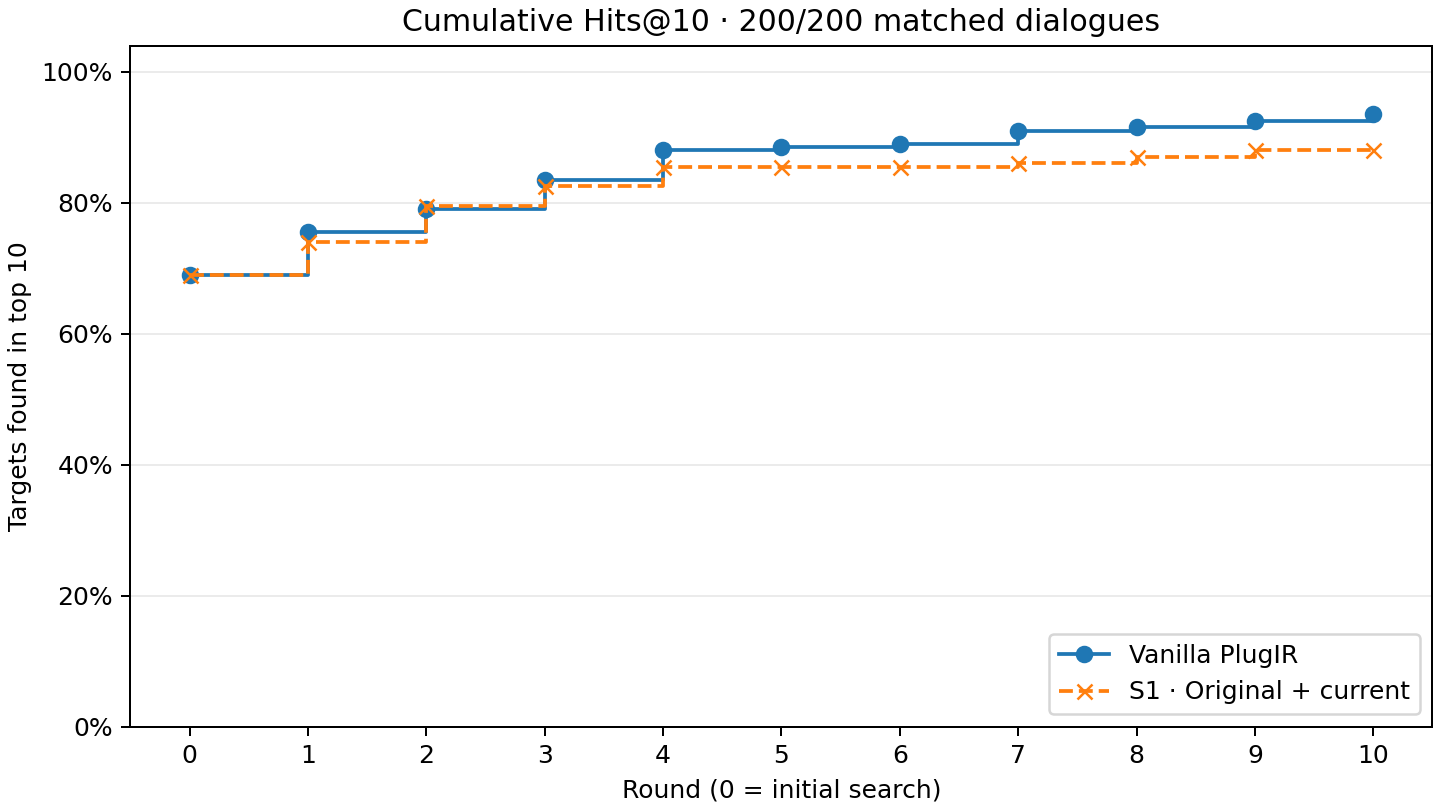 Cumulative Hits@10 · 200/200 matched dialogues
Targets found in top 10
100%
80%
60%
40%
20%
0%
0 1 2 3 4 5 6 7 8 9 10
Round (0 = initial search)
Vanilla PlugIR
S1 · Original + current